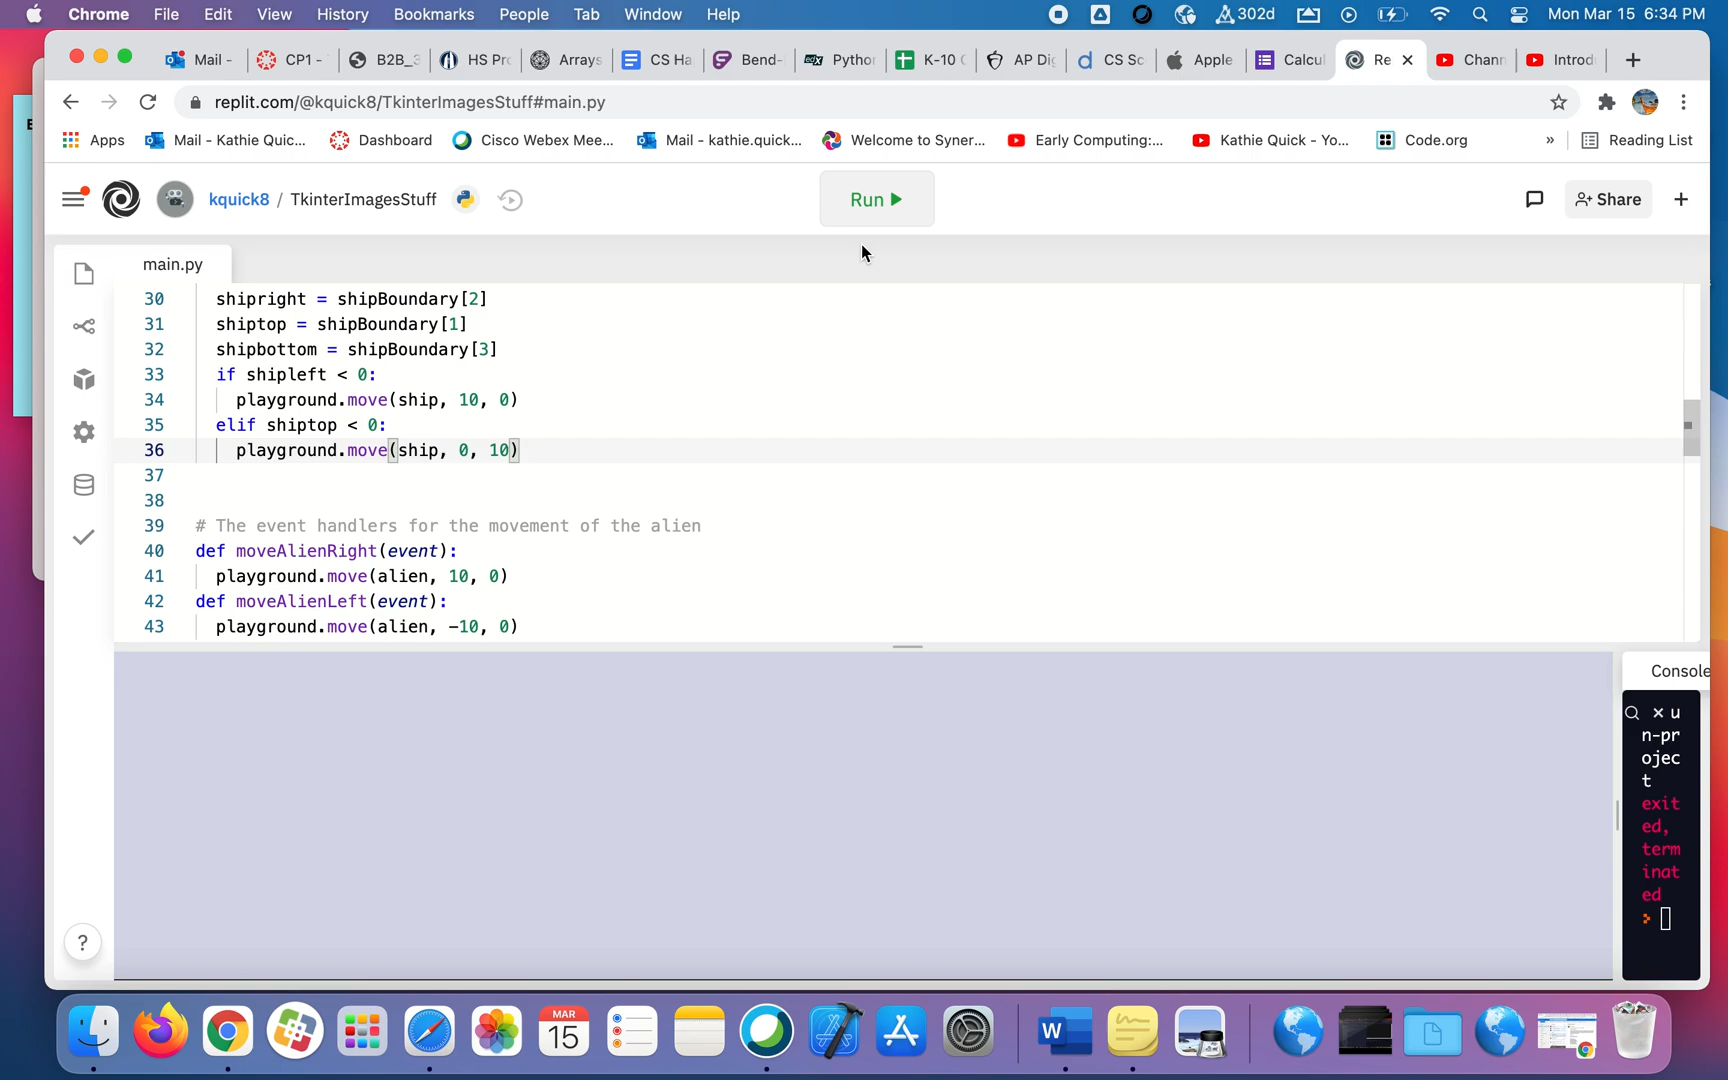 Chrome File Edit View History Bookmarks People Tab Window Help 302d Mon Mar 15 6:34 PM
Mail - CP1 - B2B_3 HS Pro Arrays CS Ha Bend- Python K-10 C AP Dig CS Sc Apple Calcul Re Chann Introd
replit.com/@kquick8/TkinterImagesStuff#main.py
Apps Mail - Kathie Quic... Dashboard Cisco Webex Mee... Mail - kathie.quick... Welcome to Syner... Early Computing:... Kathie Quick - Yo... Code.org » Reading List
kquick8 / TkinterImagesStuff Run Share +
main.py
30 shipright = shipBoundary[2]
31 shiptop = shipBoundary[1]
32 shipbottom = shipBoundary[3]
33 if shipleft < 0:
34 playground.move(ship, 10, 0)
35 elif shiptop < 0:
36 playground.move(ship, 0, 10)
37
38
39 # The event handlers for the movement of the alien
40 def moveAlienRight(event):
41 playground.move(alien, 10, 0)
42 def moveAlienLeft(event):
43 playground.move(alien, -10, 0)
Console
× u
n-pr
ojec
t
exit
ed,
term
inat
ed
?
MAR
15
W